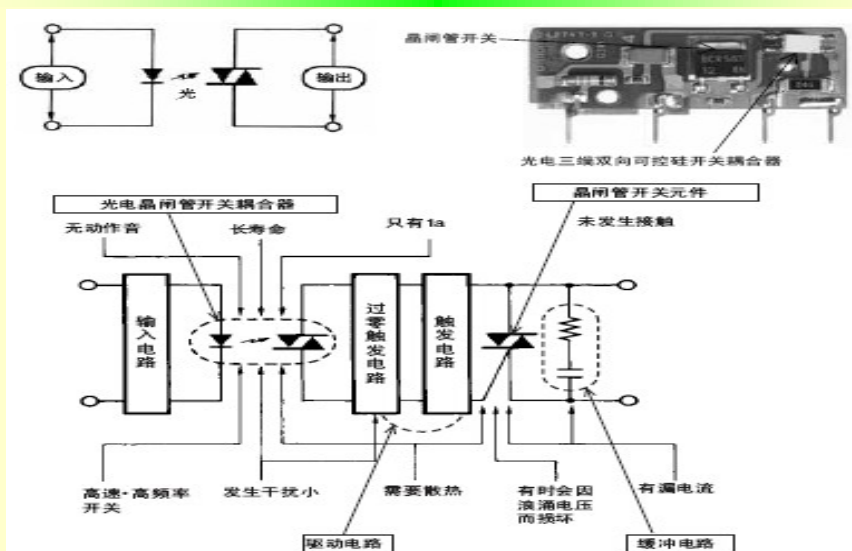 输入
光
输出
晶闸管开关
光电三端双向可控硅开关耦合器
光电晶闸管开关耦合器
晶闸管开关元件
无动作音
长寿命
只有1a
未发生接触
输入电路
过零触发电路
触发电路
高速·高频率
开关
发生干扰小
需要散热
有时会因
浪涌电压
而损坏
有漏电流
驱动电路
缓冲电路